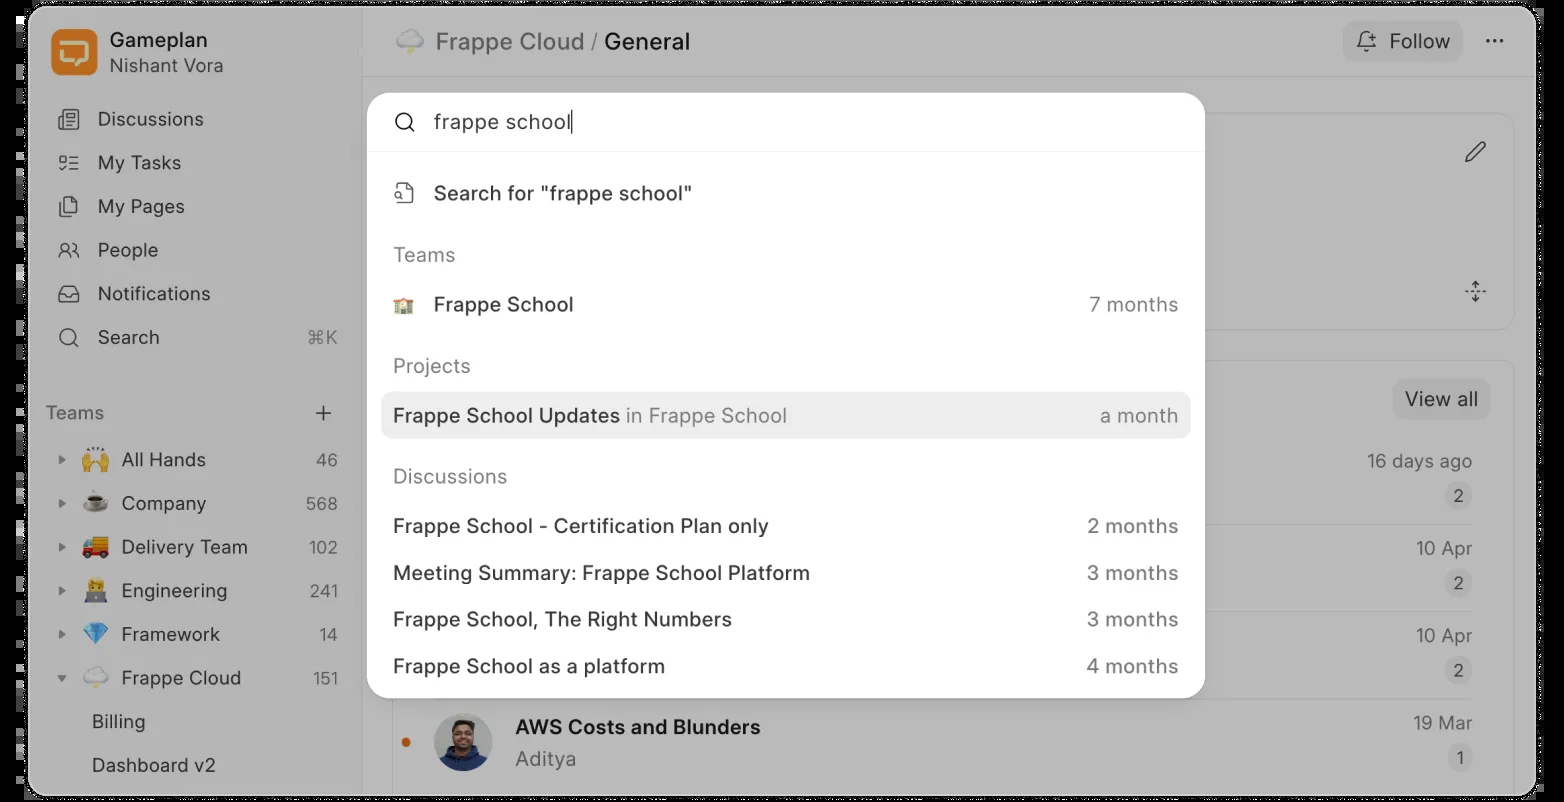 Gameplan
Nishant Vora
Discussions
My Tasks
My Pages
People
Notifications
Search ⌘K
Teams +
All Hands 46
Company 568
Delivery Team 102
Engineering 241
Framework 14
Frappe Cloud 151
Billing
Dashboard v2
Frappe Cloud / General
Follow ···
frappe school
Search for "frappe school"
Teams
Frappe School 7 months
Projects
Frappe School Updates in Frappe School a month
Discussions
Frappe School - Certification Plan only 2 months
Meeting Summary: Frappe School Platform 3 months
Frappe School, The Right Numbers 3 months
Frappe School as a platform 4 months
View all
16 days ago
2
10 Apr
2
10 Apr
2
AWS Costs and Blunders 19 Mar
Aditya 1